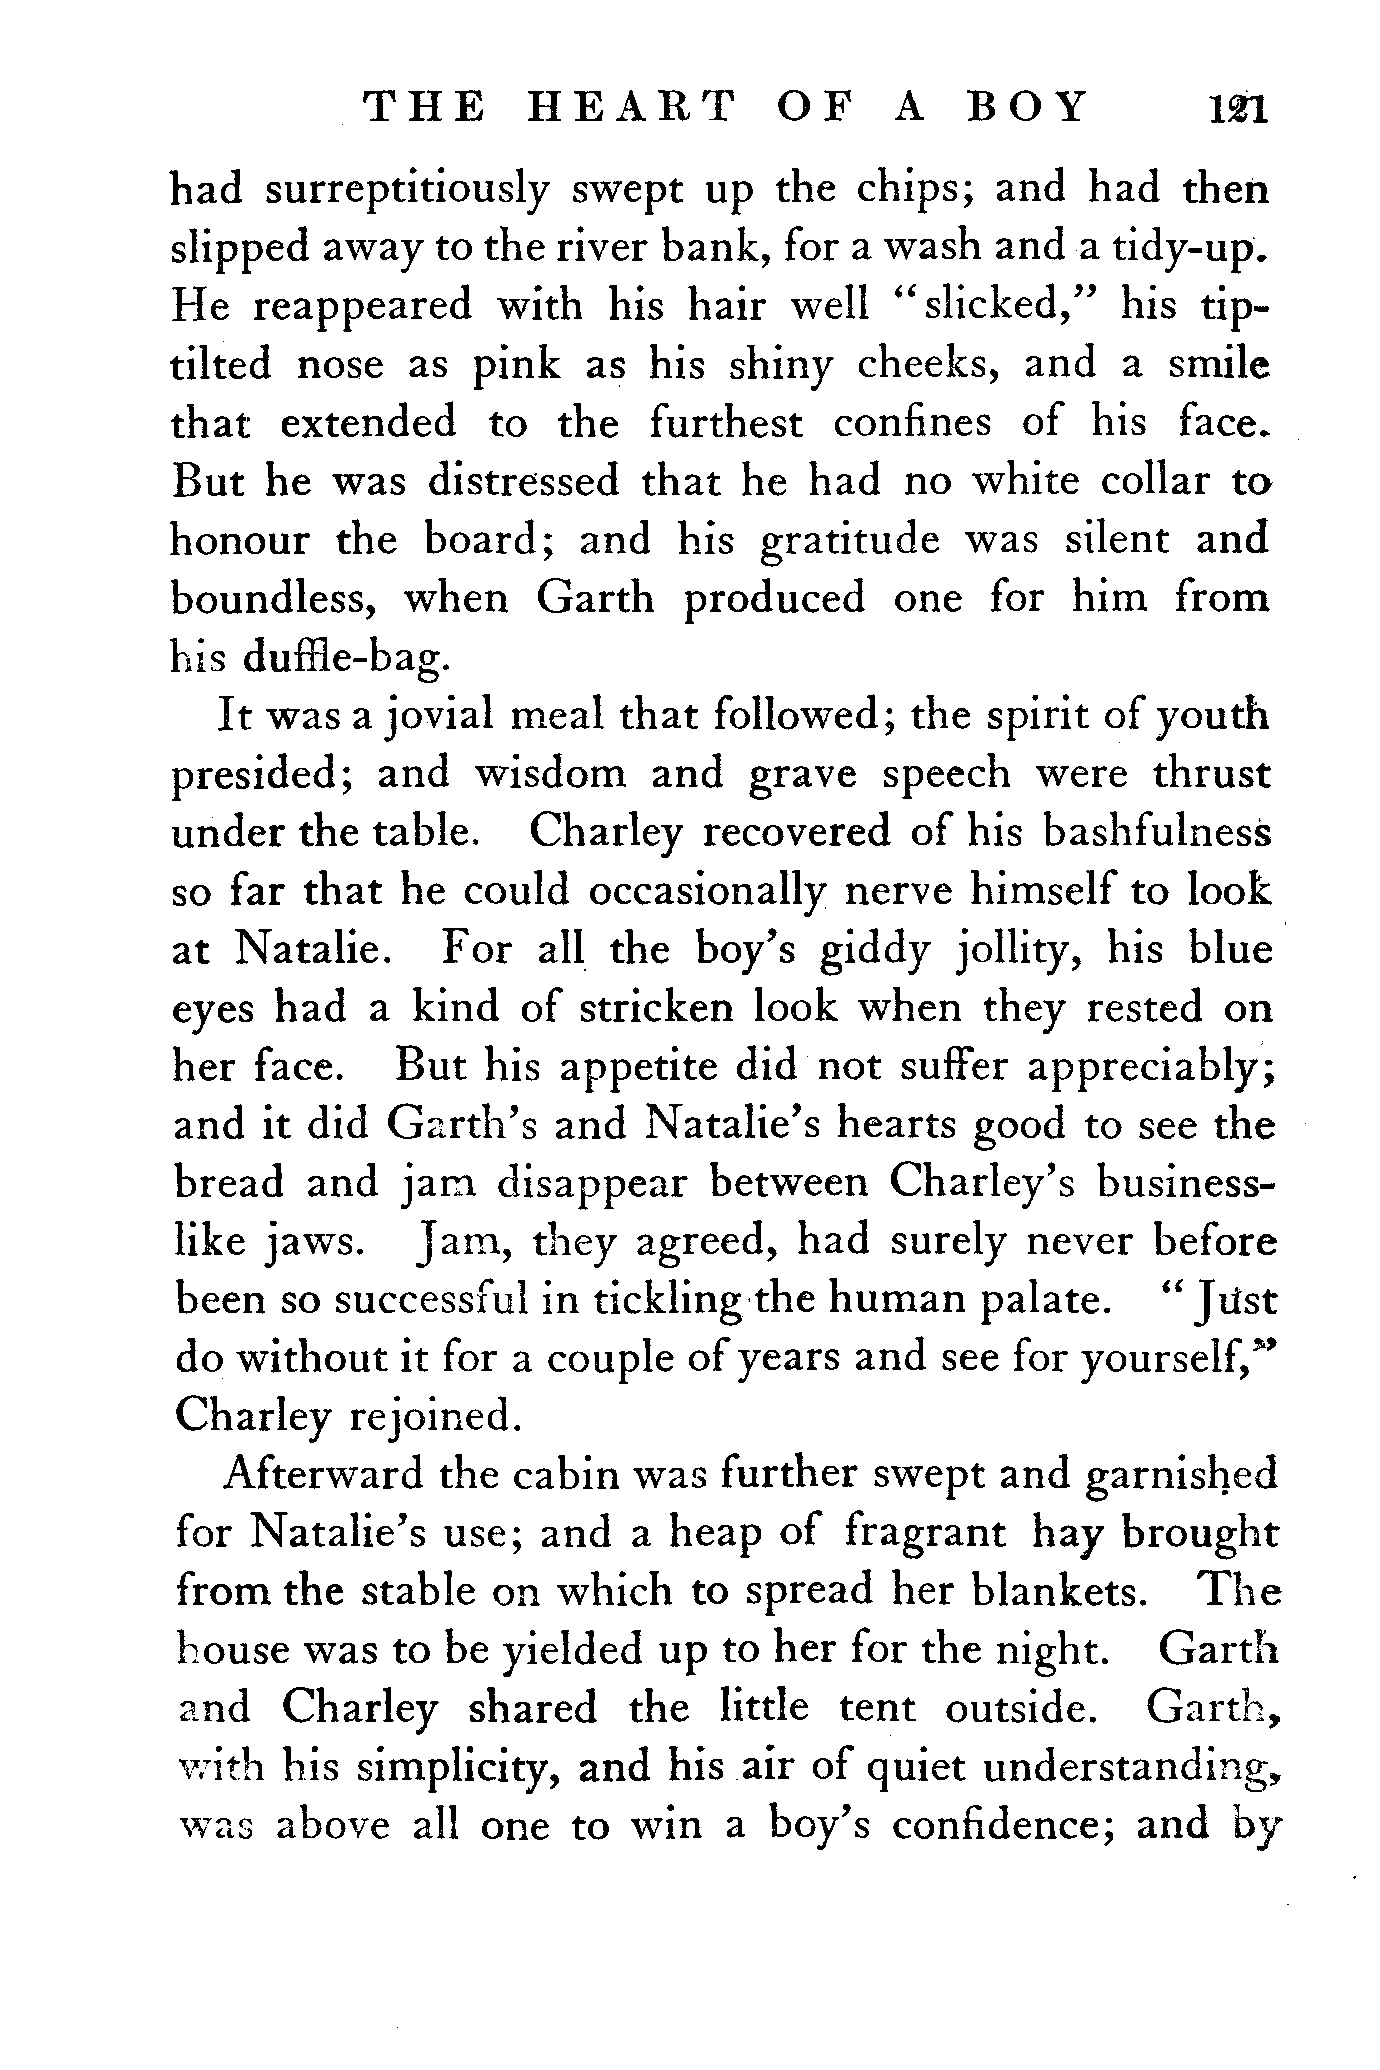 THE HEART OF A BOY 121
had surreptitiously swept up the chips; and had then
slipped away to the river bank, for a wash and a tidy-up.
He reappeared with his hair well “slicked,” his tip-
tilted nose as pink as his shiny cheeks, and a smile
that extended to the furthest confines of his face.
But he was distressed that he had no white collar to
honour the board; and his gratitude was silent and
boundless, when Garth produced one for him from
his duffle-bag.
It was a jovial meal that followed; the spirit of youth
presided; and wisdom and grave speech were thrust
under the table. Charley recovered of his bashfulness
so far that he could occasionally nerve himself to look
at Natalie. For all the boy’s giddy jollity, his blue
eyes had a kind of stricken look when they rested on
her face. But his appetite did not suffer appreciably;
and it did Garth’s and Natalie’s hearts good to see the
bread and jam disappear between Charley’s business-
like jaws. Jam, they agreed, had surely never before
been so successful in tickling the human palate. “Just
do without it for a couple of years and see for yourself,”
Charley rejoined.
Afterward the cabin was further swept and garnished
for Natalie’s use; and a heap of fragrant hay brought
from the stable on which to spread her blankets. The
house was to be yielded up to her for the night. Garth
and Charley shared the little tent outside. Garth,
with his simplicity, and his air of quiet understanding,
was above all one to win a boy’s confidence; and by